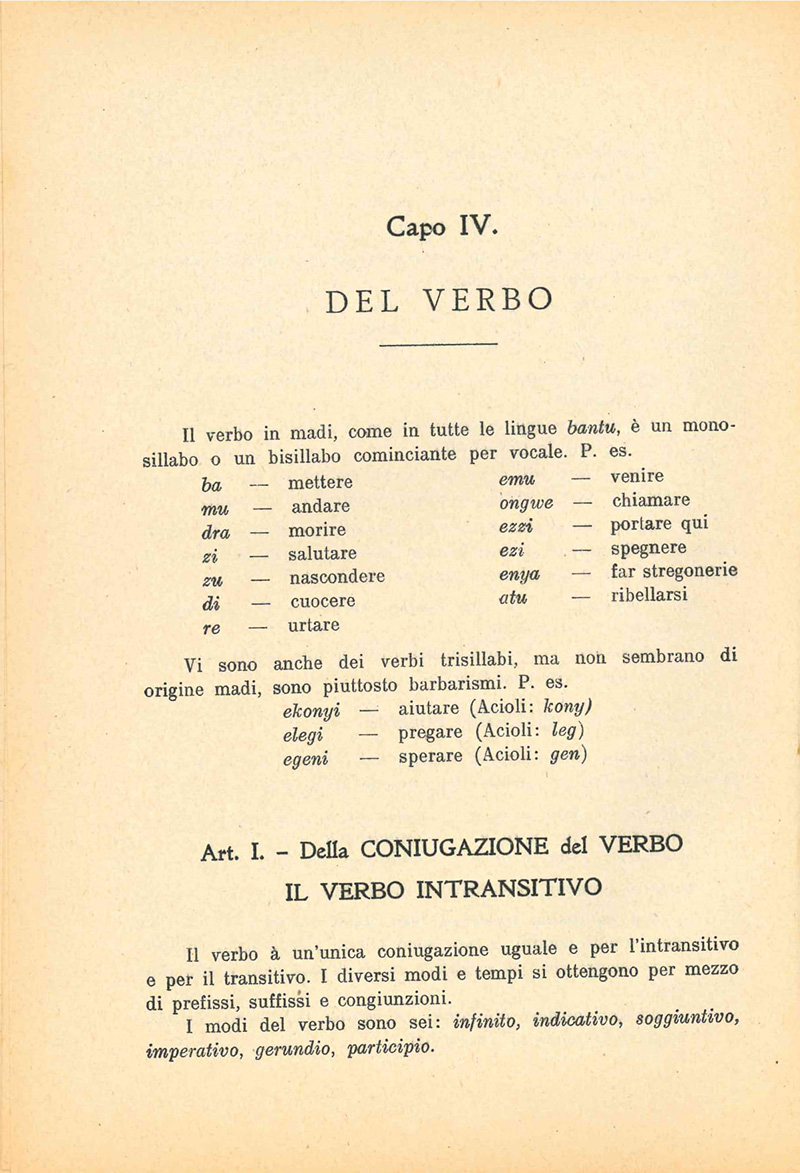 Capo IV.
DEL VERBO
Il verbo in madi, come in tutte le lingue bantu, è un mono-
sillabo o un bisillabo cominciante per vocale. P. es.
ba — mettere
mu — andare
dra — morire
zi — salutare
zu — nascondere
di — cuocere
re — urtare
emu — venire
ongwe — chiamare
ezzi — portare qui
ezi — spegnere
enya — far stregonerie
atu — ribellarsi
Vi sono anche dei verbi trisillabi, ma non sembrano di
origine madi, sono piuttosto barbarismi. P. es.
ekonyi — aiutare (Acioli: kony)
elegi — pregare (Acioli: leg)
egeni — sperare (Acioli: gen)
Art. I. - Della CONIUGAZIONE del VERBO
IL VERBO INTRANSITIVO
Il verbo à un'unica coniugazione uguale e per l'intransitivo
e per il transitivo. I diversi modi e tempi si ottengono per mezzo
di prefissi, suffissi e congiunzioni.
I modi del verbo sono sei: infinito, indicativo, soggiuntivo,
imperativo, gerundio, participio.